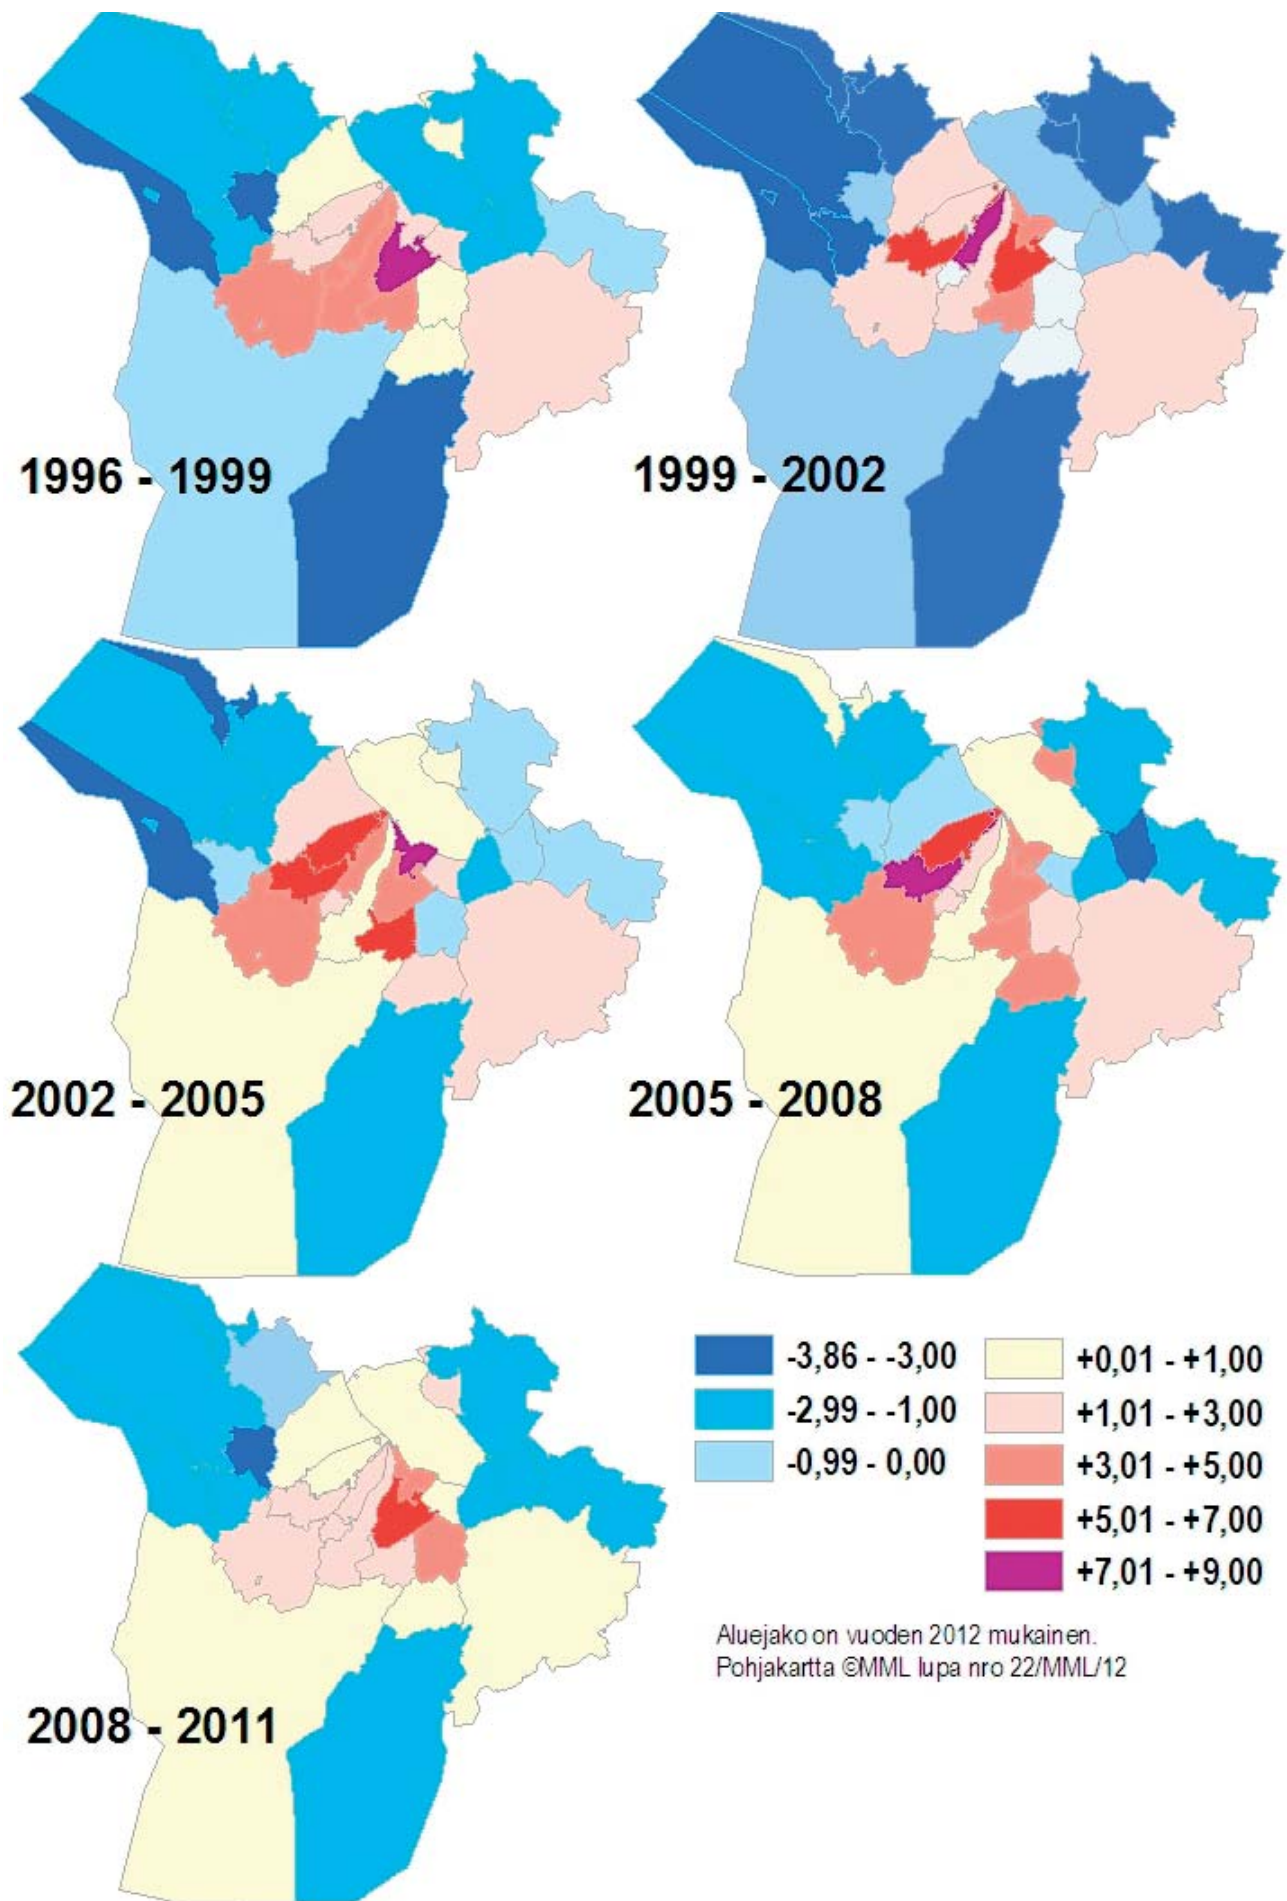 1996 - 1999
1999 - 2002
2002 - 2005
2005 - 2008
2008 - 2011
-3,86 - -3,00
-2,99 - -1,00
-0,99 - 0,00
+0,01 - +1,00
+1,01 - +3,00
+3,01 - +5,00
+5,01 - +7,00
+7,01 - +9,00
Aluejako on vuoden 2012 mukainen.
Pohjakartta ©MML lupa nro 22/MML/12